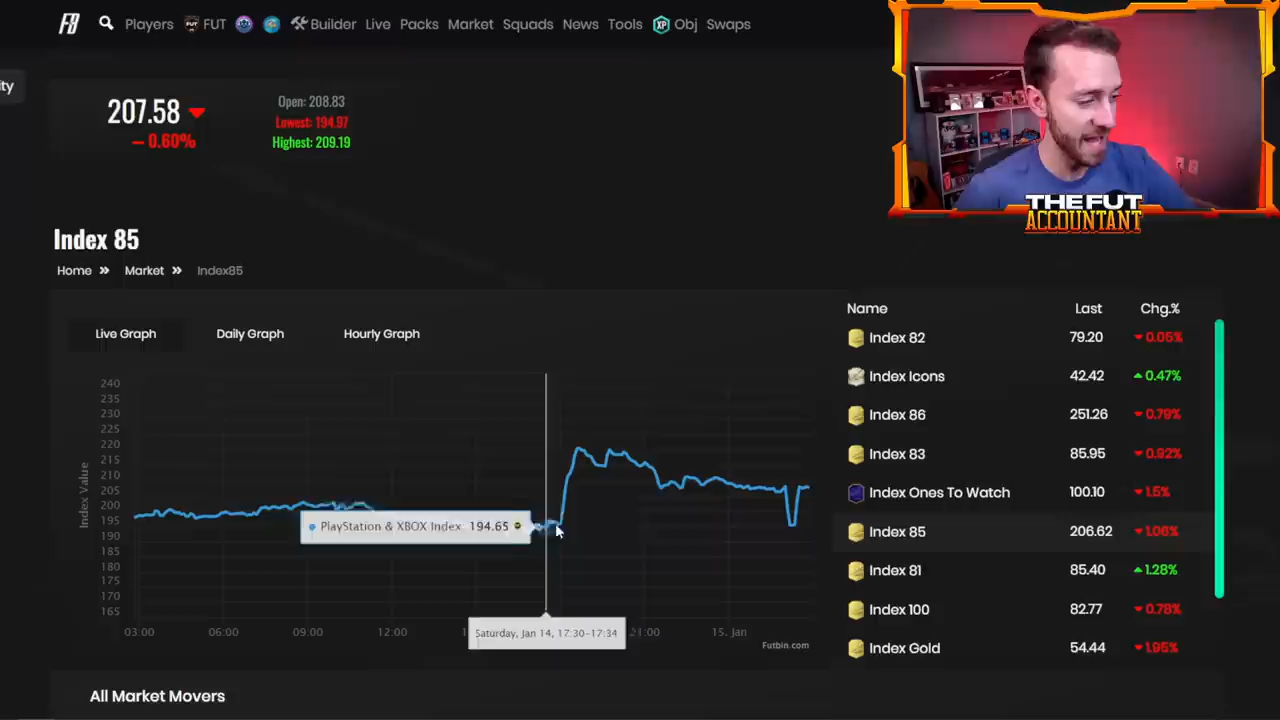 F8 Players FUT Builder Live Packs Market Squads News Tools XP Obj Swaps
ity
207.58
— 0.60%
Open: 208.83
Lowest: 194.97
Highest: 209.19
THE FUT
ACCOUNTANT
Index 85
Home » Market » Index85
Live Graph Daily Graph Hourly Graph
Index Value
240
235
230
225
220
215
210
205
200
195
190
185
180
175
170
165
PlayStation & XBOX Index 194.65
03:00 06:00 09:00 12:00 21:00 15. Jan
Saturday, Jan 14, 17:30-17:34
Futbin.com
Name Last Chg.%
Index 82 79.20 0.05%
Index Icons 42.42 0.47%
Index 86 251.26 0.79%
Index 83 85.95 0.92%
Index Ones To Watch 100.10 1.5%
Index 85 206.62 1.06%
Index 81 85.40 1.28%
Index 100 82.77 0.78%
Index Gold 54.44 1.95%
All Market Movers